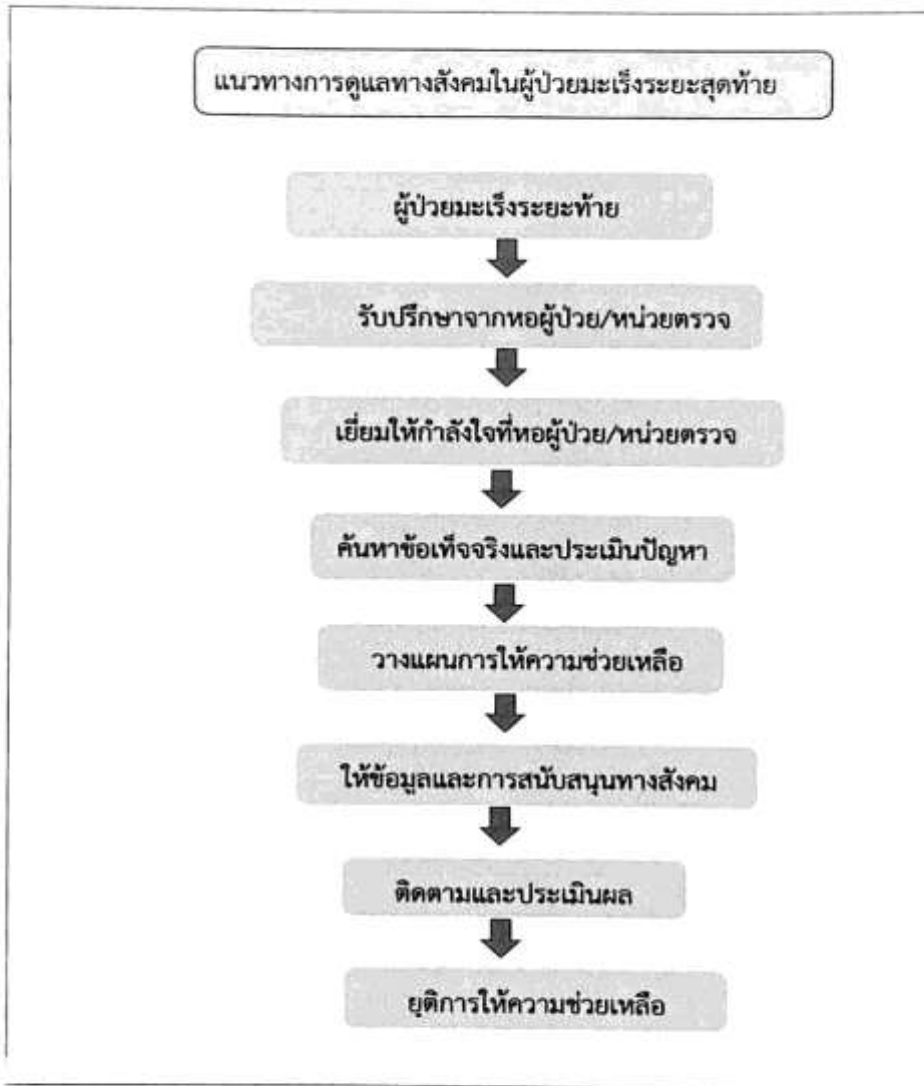 แนวทางการดูแลทางสังคมในผู้ป่วยมะเร็งระยะสุดท้าย
ผู้ป่วยมะเร็งระยะท้าย
รับปรึกษาจากหอผู้ป่วย/หน่วยตรวจ
เยี่ยมให้กำลังใจที่หอผู้ป่วย/หน่วยตรวจ
ค้นหาข้อเท็จจริงและประเมินปัญหา
วางแผนการให้ความช่วยเหลือ
ให้ข้อมูลและการสนับสนุนทางสังคม
ติดตามและประเมินผล
ยุติการให้ความช่วยเหลือ